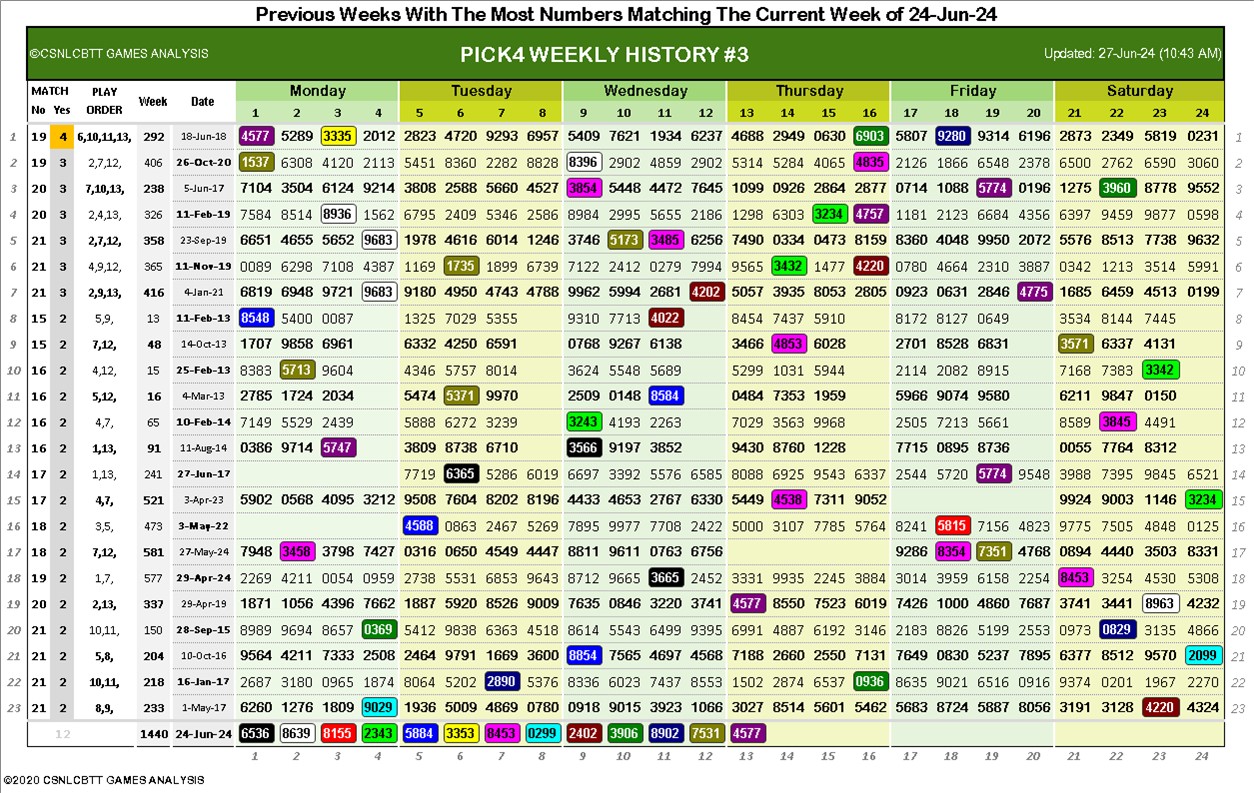 Previous Weeks With The Most Numbers Matching The Current Week of 24-Jun-24
©CSNLCBTT GAMES ANALYSIS PICK4 WEEKLY HISTORY #3 Updated: 27-Jun-24 (10:43 AM)
MATCH PLAY Week Date Monday Tuesday Wednesday Thursday Friday Saturday
No Yes ORDER 1 2 3 4 5 6 7 8 9 10 11 12 13 14 15 16 17 18 19 20 21 22 23 24
1 19 4 6,10,11,13, 292 18-Jun-18 4577 5289 3335 2012 2823 4720 9293 6957 5409 7621 1934 6237 4688 2949 0630 6903 5807 9280 9314 6196 2873 2349 5819 0231 1
2 19 3 2,7,12, 406 26-Oct-20 1537 6308 4120 2113 5451 8360 2282 8828 8396 2902 4859 2902 5314 5284 4065 4835 2126 1866 6548 2378 6500 2762 6590 3060 2
3 20 3 7,10,13, 238 5-Jun-17 7104 3504 6124 9214 3808 2588 5660 4527 3854 5448 4472 7645 1099 0926 2864 2877 0714 1088 5774 0196 1275 3960 8778 9552 3
4 20 3 2,4,13, 326 11-Feb-19 7584 8514 8936 1562 6795 2409 5346 2586 8984 2995 5655 2186 1298 6303 3234 4757 1181 2123 6684 4356 6397 9459 9877 0598 4
5 21 3 2,7,12, 358 23-Sep-19 6651 4655 5652 9683 1978 4616 6014 1246 3746 5173 3485 6256 7490 0334 0473 8159 8360 4048 9950 2072 5576 8513 7738 9632 5
6 21 3 4,9,12, 365 11-Nov-19 0089 6298 7108 4387 1169 1735 1899 6739 7122 2412 0279 7994 9565 3432 1477 4220 0780 4664 2310 3887 0342 1213 3514 5991 6
7 21 3 2,9,13, 416 4-Jan-21 6819 6948 9721 9683 9180 4950 4743 4788 9962 5994 2681 4202 5057 3935 8053 2805 0923 0631 2846 4775 1685 6459 4513 0199 7
8 15 2 5,9, 13 11-Feb-13 8548 5400 0087 1325 7029 5355 9310 7713 4022 8454 7437 5910 8172 8127 0649 3534 8144 7445 8
9 15 2 7,12, 48 14-Oct-13 1707 9858 6961 6332 4250 6591 0768 9267 6138 3466 4853 6028 2701 8528 6831 3571 6337 4131 9
10 16 2 4,12, 15 25-Feb-13 8383 5713 9604 4346 5757 8014 3624 5548 5689 5299 1031 5944 2114 2082 8915 7168 7383 3342 10
11 16 2 5,12, 16 4-Mar-13 2785 1724 2034 5474 5371 9970 2509 0148 8584 0484 7353 1959 5966 9074 9580 6211 9847 0150 11
12 16 2 4,7, 65 10-Feb-14 7149 5529 2439 5888 6272 3239 3243 4193 2263 7029 3563 9968 2505 7213 5661 8589 3845 4491 12
13 16 2 1,13, 91 11-Aug-14 0386 9714 5747 3809 8738 6710 3566 9197 3852 9430 8760 1228 7715 0895 8736 0055 7764 8312 13
14 17 2 1,13, 241 27-Jun-17 7719 6365 5286 6019 6697 3392 5576 6585 8088 6925 9543 6337 2544 5720 5774 9548 3988 7395 9845 6521 14
15 17 2 4,7, 521 3-Apr-23 5902 0568 4095 3212 9508 7604 8202 8196 4433 4653 2767 6330 5449 4538 7311 9052 9924 9003 1146 3234 15
16 18 2 3,5, 473 3-May-22 4588 0863 2467 5269 7895 9977 7708 2422 5000 3107 7785 5764 8241 5815 7156 4823 9775 7505 4848 0125 16
17 18 2 7,12, 581 27-May-24 7948 3458 3798 7427 0316 0650 4549 4447 8811 9611 0763 6756 9286 8354 7351 4768 0894 4440 3503 8331 17
18 19 2 1,7, 577 29-Apr-24 2269 4211 0054 0959 2738 5531 6853 9643 8712 9665 3665 2452 3331 9935 2245 3884 3014 3959 6158 2254 8453 3254 4530 5308 18
19 20 2 2,13, 337 29-Apr-19 1871 1056 4396 7662 1887 5920 8526 9009 7635 0846 3220 3741 4577 8550 7523 6019 7426 1000 4860 7687 3741 3441 8963 4232 19
20 21 2 10,11, 150 28-Sep-15 8989 9694 8657 0369 5412 9838 6363 4518 8614 5543 6499 9395 6991 4887 6192 3146 2183 8826 5199 2553 0973 0829 3135 4866 20
21 21 2 5,8, 204 10-Oct-16 9564 4211 7333 2508 2464 9791 1669 3600 8854 7565 4697 4568 7188 2660 2550 7131 7649 0830 5237 7895 6377 8512 9570 2099 21
22 21 2 10,11, 218 16-Jan-17 2687 3180 0965 1874 8064 5202 2890 5376 8336 6023 7437 8553 1502 2874 6537 0936 8635 9021 6516 0916 9374 0201 1967 2270 22
23 21 2 8,9, 233 1-May-17 6260 1276 1809 9029 1936 5009 4869 0780 0918 9015 3923 1066 3027 8514 5601 5462 5683 8724 5887 8056 3191 3128 4220 4324 23
12 1440 24-Jun-24 6536 8639 8155 2343 5884 3353 8453 0299 2402 3906 8902 7531 4577
1 2 3 4 5 6 7 8 9 10 11 12 13 14 15 16 17 18 19 20 21 22 23 24
©2020 CSNLCBTT GAMES ANALYSIS